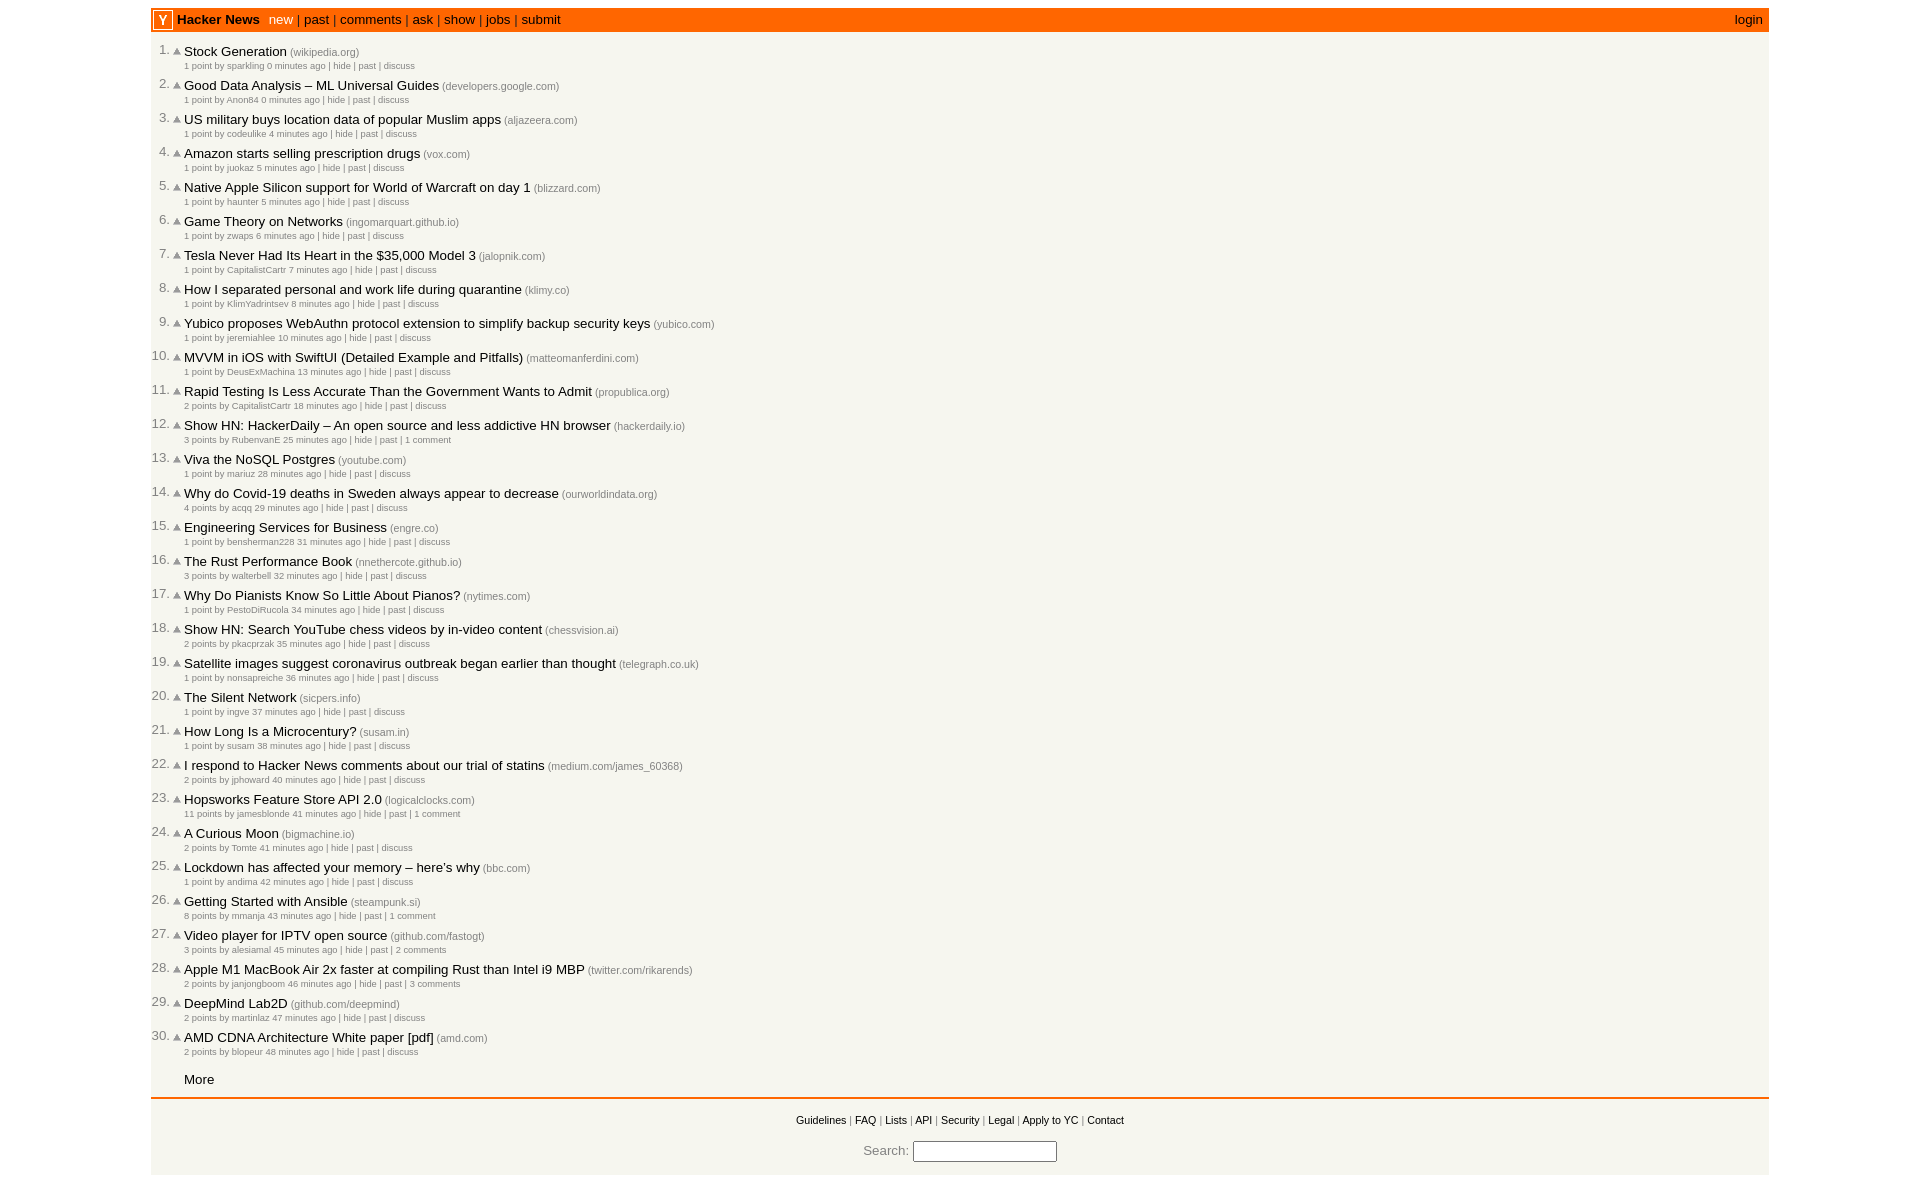 Y Hacker News new | past | comments | ask | show | jobs | submit login
1. Stock Generation (wikipedia.org)
1 point by sparkling 0 minutes ago | hide | past | discuss
2. Good Data Analysis – ML Universal Guides (developers.google.com)
1 point by Anon84 0 minutes ago | hide | past | discuss
3. US military buys location data of popular Muslim apps (aljazeera.com)
1 point by codeulike 4 minutes ago | hide | past | discuss
4. Amazon starts selling prescription drugs (vox.com)
1 point by juokaz 5 minutes ago | hide | past | discuss
5. Native Apple Silicon support for World of Warcraft on day 1 (blizzard.com)
1 point by haunter 5 minutes ago | hide | past | discuss
6. Game Theory on Networks (ingomarquart.github.io)
1 point by zwaps 6 minutes ago | hide | past | discuss
7. Tesla Never Had Its Heart in the $35,000 Model 3 (jalopnik.com)
1 point by CapitalistCartr 7 minutes ago | hide | past | discuss
8. How I separated personal and work life during quarantine (klimy.co)
1 point by KlimYadrintsev 8 minutes ago | hide | past | discuss
9. Yubico proposes WebAuthn protocol extension to simplify backup security keys (yubico.com)
1 point by jeremiahlee 10 minutes ago | hide | past | discuss
10. MVVM in iOS with SwiftUI (Detailed Example and Pitfalls) (matteomanferdini.com)
1 point by DeusExMachina 13 minutes ago | hide | past | discuss
11. Rapid Testing Is Less Accurate Than the Government Wants to Admit (propublica.org)
2 points by CapitalistCartr 18 minutes ago | hide | past | discuss
12. Show HN: HackerDaily – An open source and less addictive HN browser (hackerdaily.io)
3 points by RubenvanE 25 minutes ago | hide | past | 1 comment
13. Viva the NoSQL Postgres (youtube.com)
1 point by mariuz 28 minutes ago | hide | past | discuss
14. Why do Covid-19 deaths in Sweden always appear to decrease (ourworldindata.org)
4 points by acqq 29 minutes ago | hide | past | discuss
15. Engineering Services for Business (engre.co)
1 point by bensherman228 31 minutes ago | hide | past | discuss
16. The Rust Performance Book (nnethercote.github.io)
3 points by walterbell 32 minutes ago | hide | past | discuss
17. Why Do Pianists Know So Little About Pianos? (nytimes.com)
1 point by PestoDiRucola 34 minutes ago | hide | past | discuss
18. Show HN: Search YouTube chess videos by in-video content (chessvision.ai)
2 points by pkacprzak 35 minutes ago | hide | past | discuss
19. Satellite images suggest coronavirus outbreak began earlier than thought (telegraph.co.uk)
1 point by nonsapreiche 36 minutes ago | hide | past | discuss
20. The Silent Network (sicpers.info)
1 point by ingve 37 minutes ago | hide | past | discuss
21. How Long Is a Microcentury? (susam.in)
1 point by susam 38 minutes ago | hide | past | discuss
22. I respond to Hacker News comments about our trial of statins (medium.com/james_60368)
2 points by jphoward 40 minutes ago | hide | past | discuss
23. Hopsworks Feature Store API 2.0 (logicalclocks.com)
11 points by jamesblonde 41 minutes ago | hide | past | 1 comment
24. A Curious Moon (bigmachine.io)
2 points by Tomte 41 minutes ago | hide | past | discuss
25. Lockdown has affected your memory – here’s why (bbc.com)
1 point by andima 42 minutes ago | hide | past | discuss
26. Getting Started with Ansible (steampunk.si)
8 points by mmanja 43 minutes ago | hide | past | 1 comment
27. Video player for IPTV open source (github.com/fastogt)
3 points by alesiamal 45 minutes ago | hide | past | 2 comments
28. Apple M1 MacBook Air 2x faster at compiling Rust than Intel i9 MBP (twitter.com/rikarends)
2 points by janjongboom 46 minutes ago | hide | past | 3 comments
29. DeepMind Lab2D (github.com/deepmind)
2 points by martinlaz 47 minutes ago | hide | past | discuss
30. AMD CDNA Architecture White paper [pdf] (amd.com)
2 points by blopeur 48 minutes ago | hide | past | discuss
More
Guidelines | FAQ | Lists | API | Security | Legal | Apply to YC | Contact
Search: